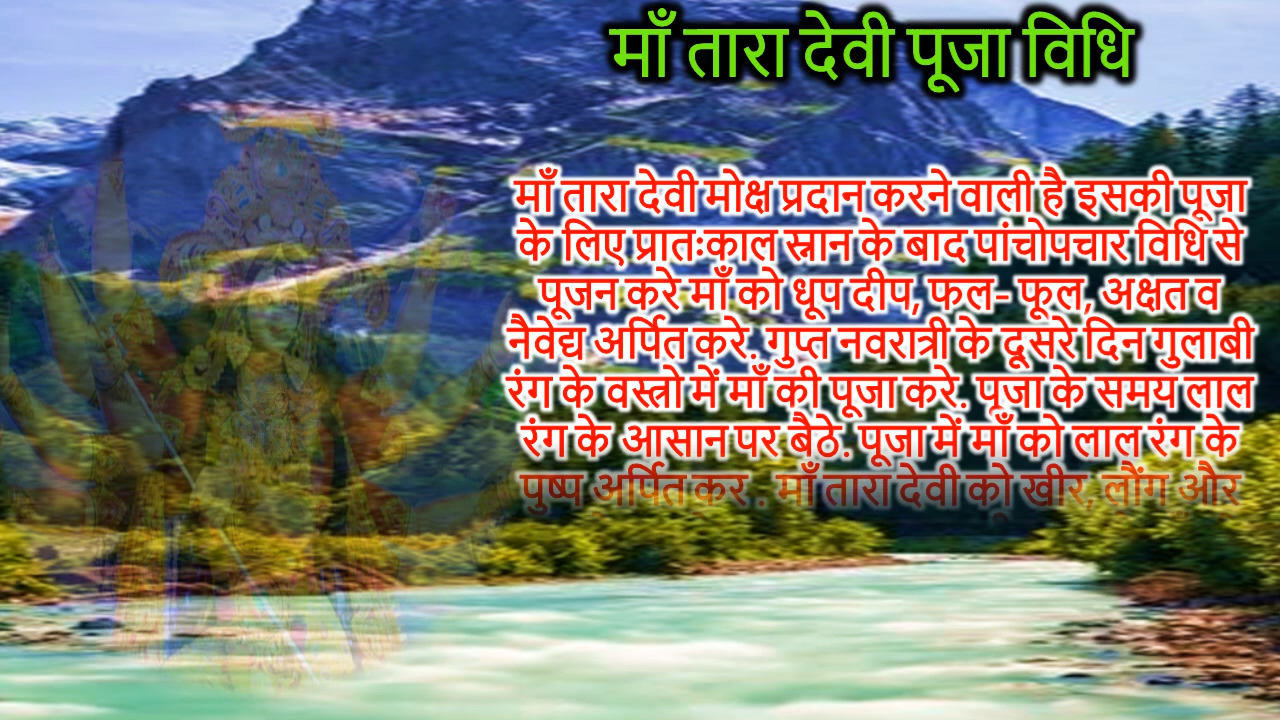 माँ तारा देवी पूजा विधि
माँ तारा देवी मोक्ष प्रदान करने वाली है इसकी पूजा
के लिए प्रातःकाल स्नान के बाद पांचोपचार विधि से
पूजन करे माँ को धूप दीप, फल- फूल, अक्षत व
नैवेद्य अर्पित करे. गुप्त नवरात्री के दूसरे दिन गुलाबी
रंग के वस्त्रो में माँ की पूजा करे. पूजा के समय लाल
रंग के आसान पर बैठे. पूजा में माँ को लाल रंग के
पुष्प अर्पित कर . माँ तारा देवी को खीर, लौंग और